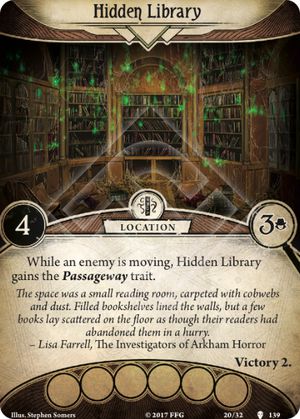 Hidden Library
4
LOCATION
3
While an enemy is moving, Hidden Library
gains the Passageway trait.
The space was a small reading room, carpeted with cobwebs
and dust. Filled bookshelves lined the walls, but a few
books lay scattered on the floor as though their readers had
abandoned them in a hurry.
– Lisa Farrell, The Investigators of Arkham Horror
Victory 2.
Illus. Stephen Somers
© 2017 FFG
20/32
139